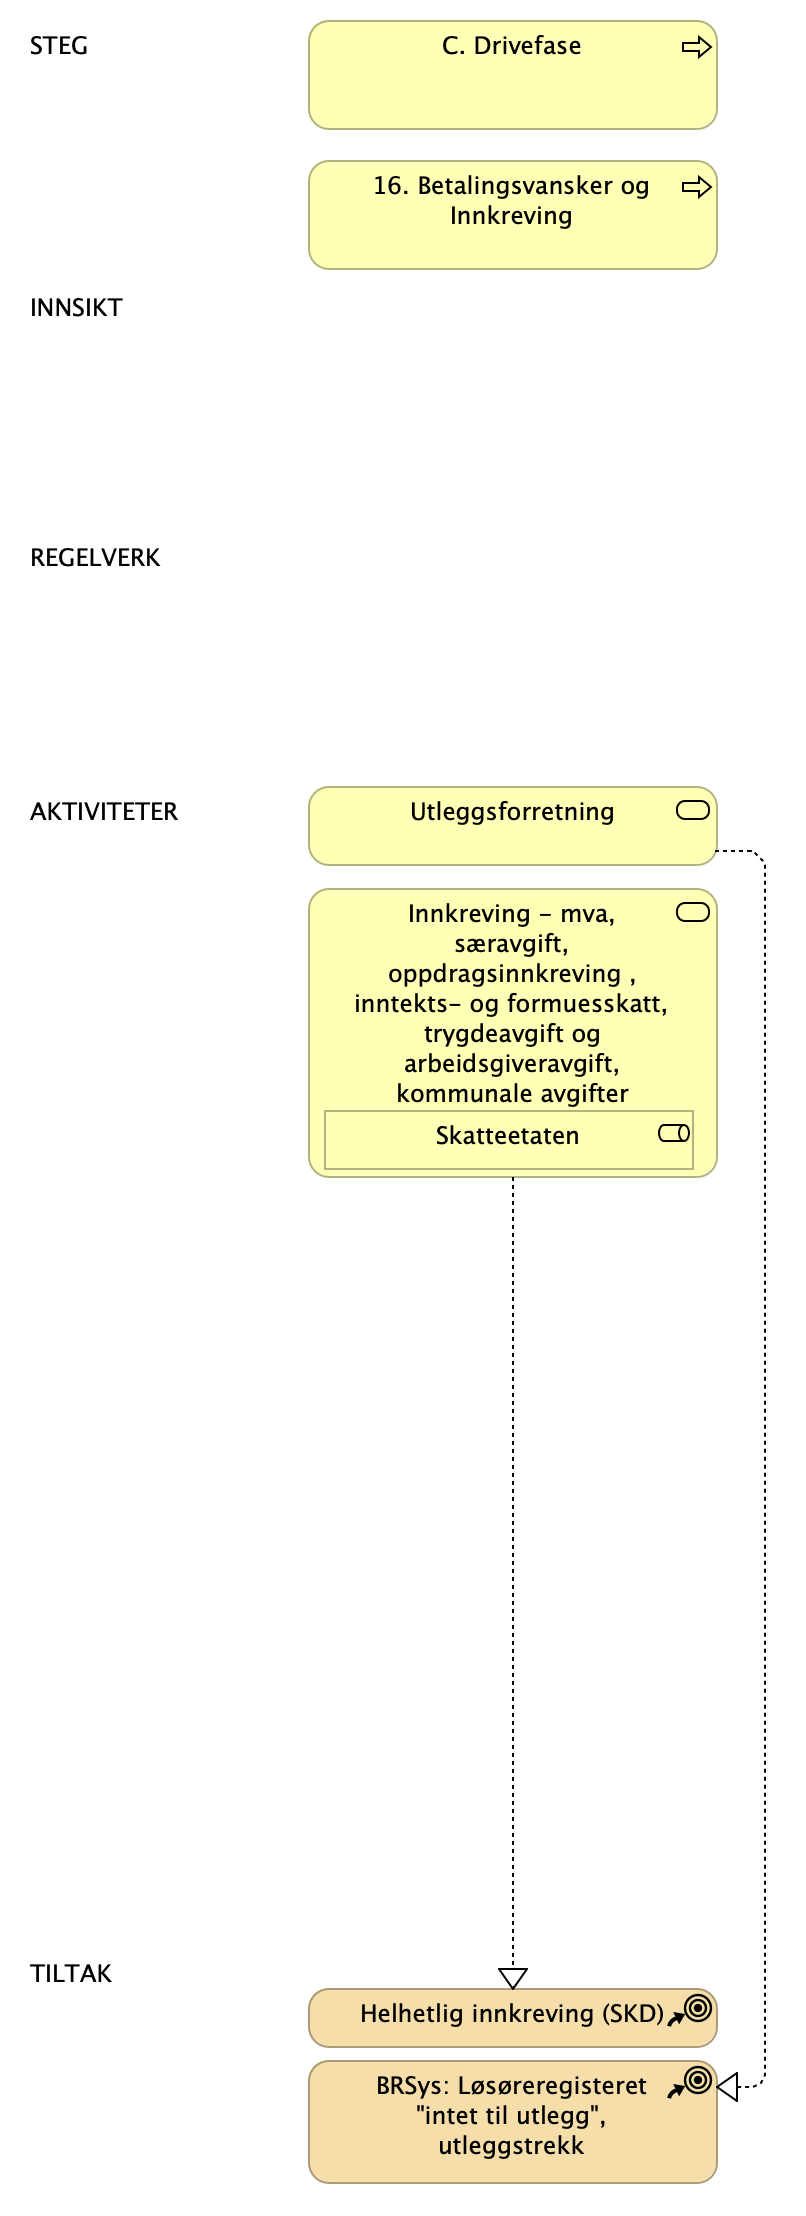 STEG
C. Drivefase
16. Betalingsvansker og
Innkreving
INNSIKT
REGELVERK
AKTIVITETER
Utleggsforretning
Innkreving - mva,
særavgift,
oppdragsinnkreving ,
inntekts- og formuesskatt,
trygdeavgift og
arbeidsgiveravgift,
kommunale avgifter
Skatteetaten
TILTAK
Helhetlig innkreving (SKD)
BRSys: Løsøreregisteret
"intet til utlegg",
utleggstrekk